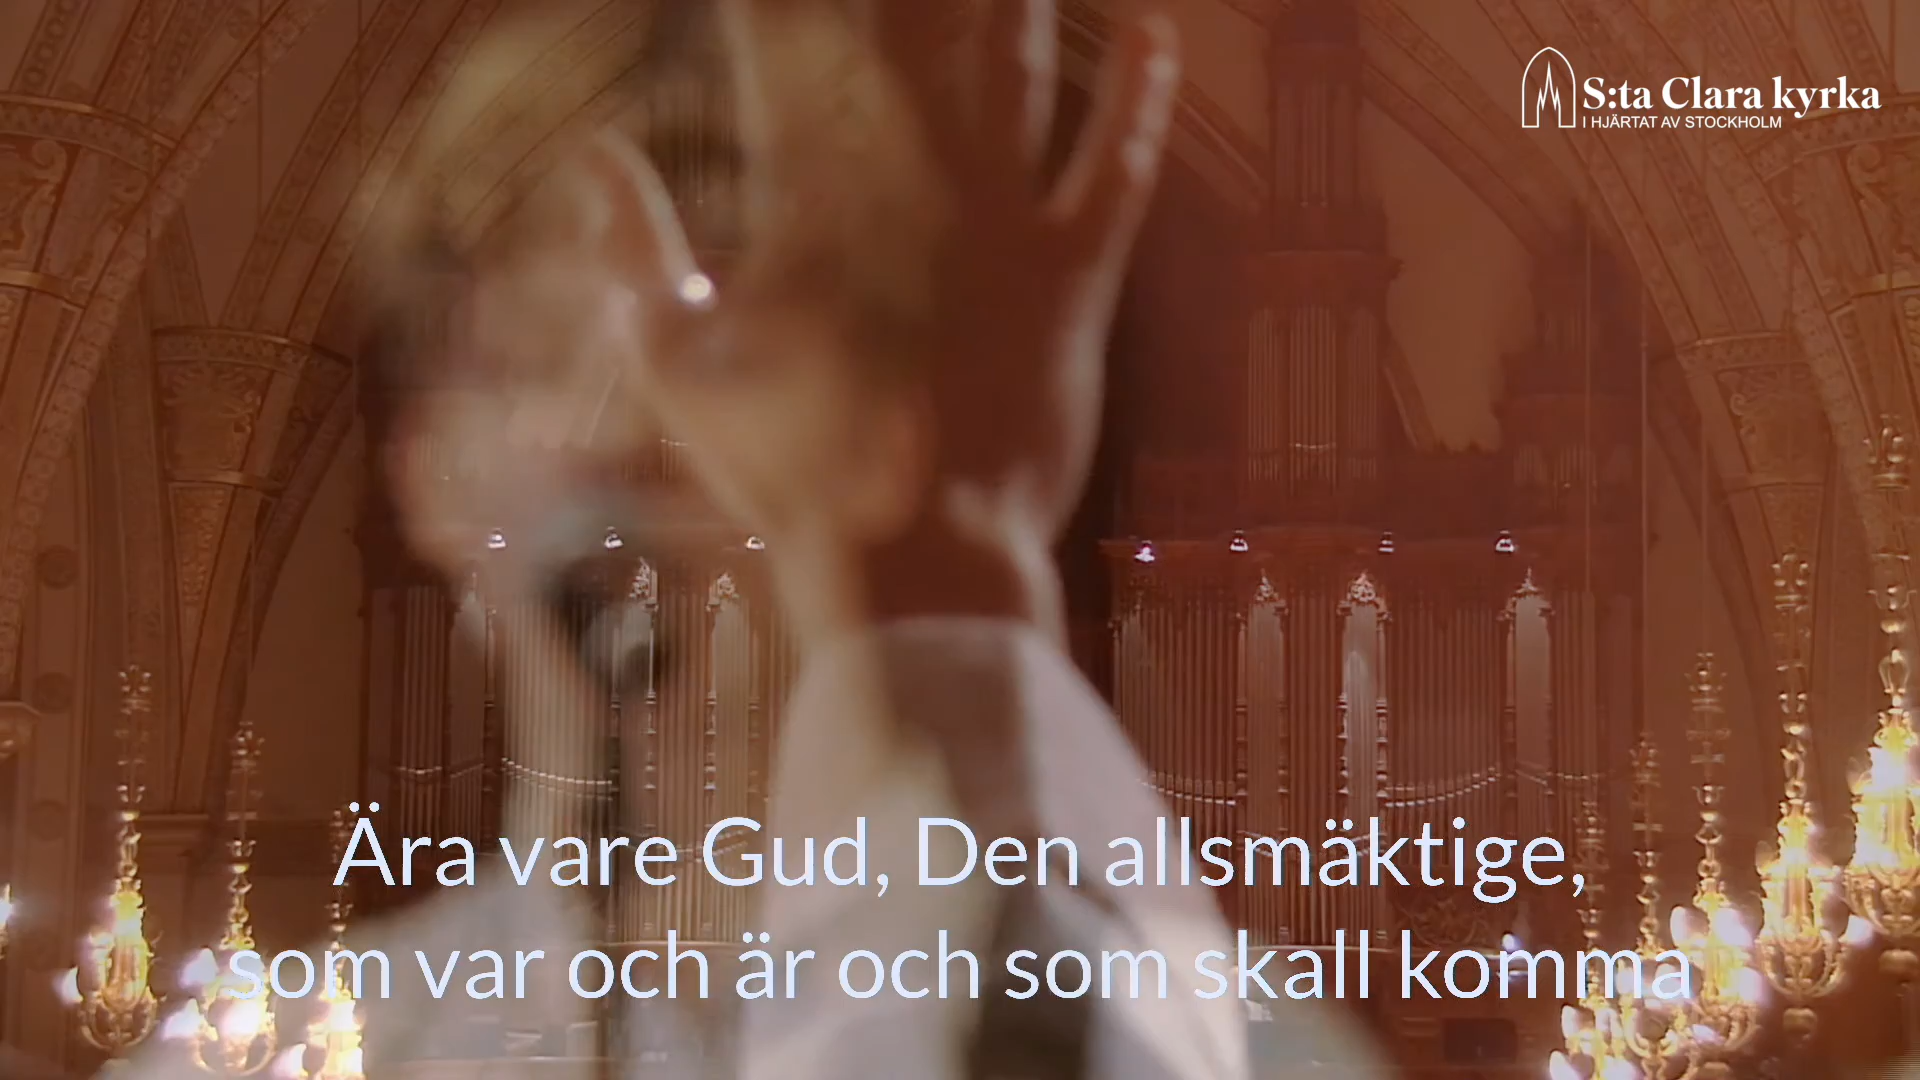 S:ta Clara kyrka
I HJÄRTAT AV STOCKHOLM
Ära vare Gud, Den allsmäktige,
som var och är och som skall komma